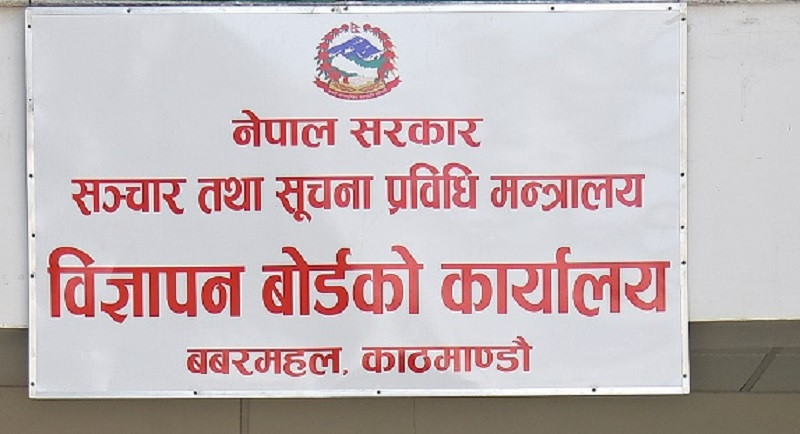 नेपाल सरकार
सञ्चार तथा सूचना प्रविधि मन्त्रालय
विज्ञापन बोर्डको कार्यालय
बबरमहल, काठमाण्डौ